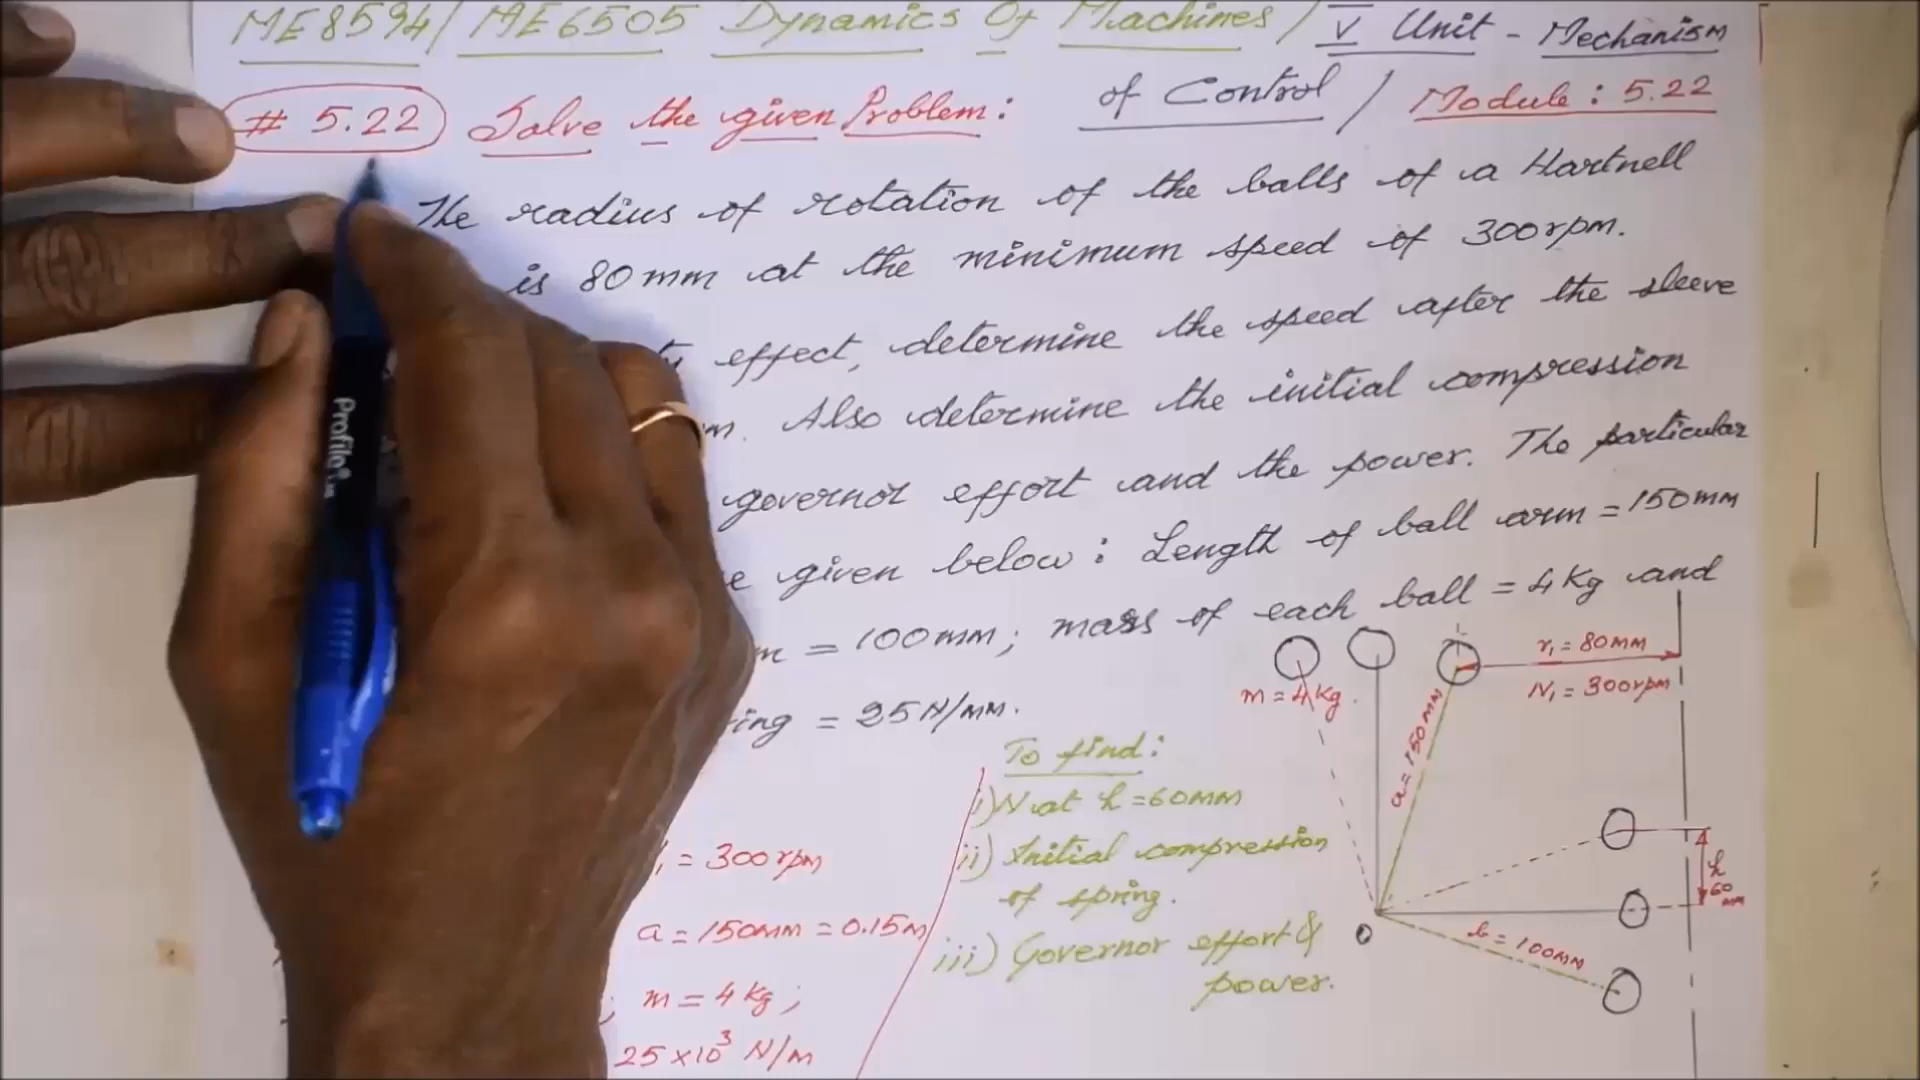 ME8594/ ME6505 Dynamics Of Machines / V Unit - Mechanism
# 5.22 Solve the given Problem: of Control / Module: 5.22
The radius of rotation of the balls of a Hartnell
is 80mm at the minimum speed of 300rpm.
effect, determine the speed after the sleeve
m. Also determine the initial compression
governor effort and the power. The particular
e given below: Length of ball arm = 150mm
m = 100mm; mass of each ball = 4Kg and
ing = 25N/mm.
r1 = 80mm
m = 4Kg.
N1 = 300rpm
a = 150mm
To find:
i) N at h = 60mm
ii) Initial compression
of spring.
iii) Governor effort &
power.
1 = 300rpm
a = 150mm = 0.15m
; m = 4Kg;
25 x 10³ N/m
h
60
mm
b = 100mm
O
Profile